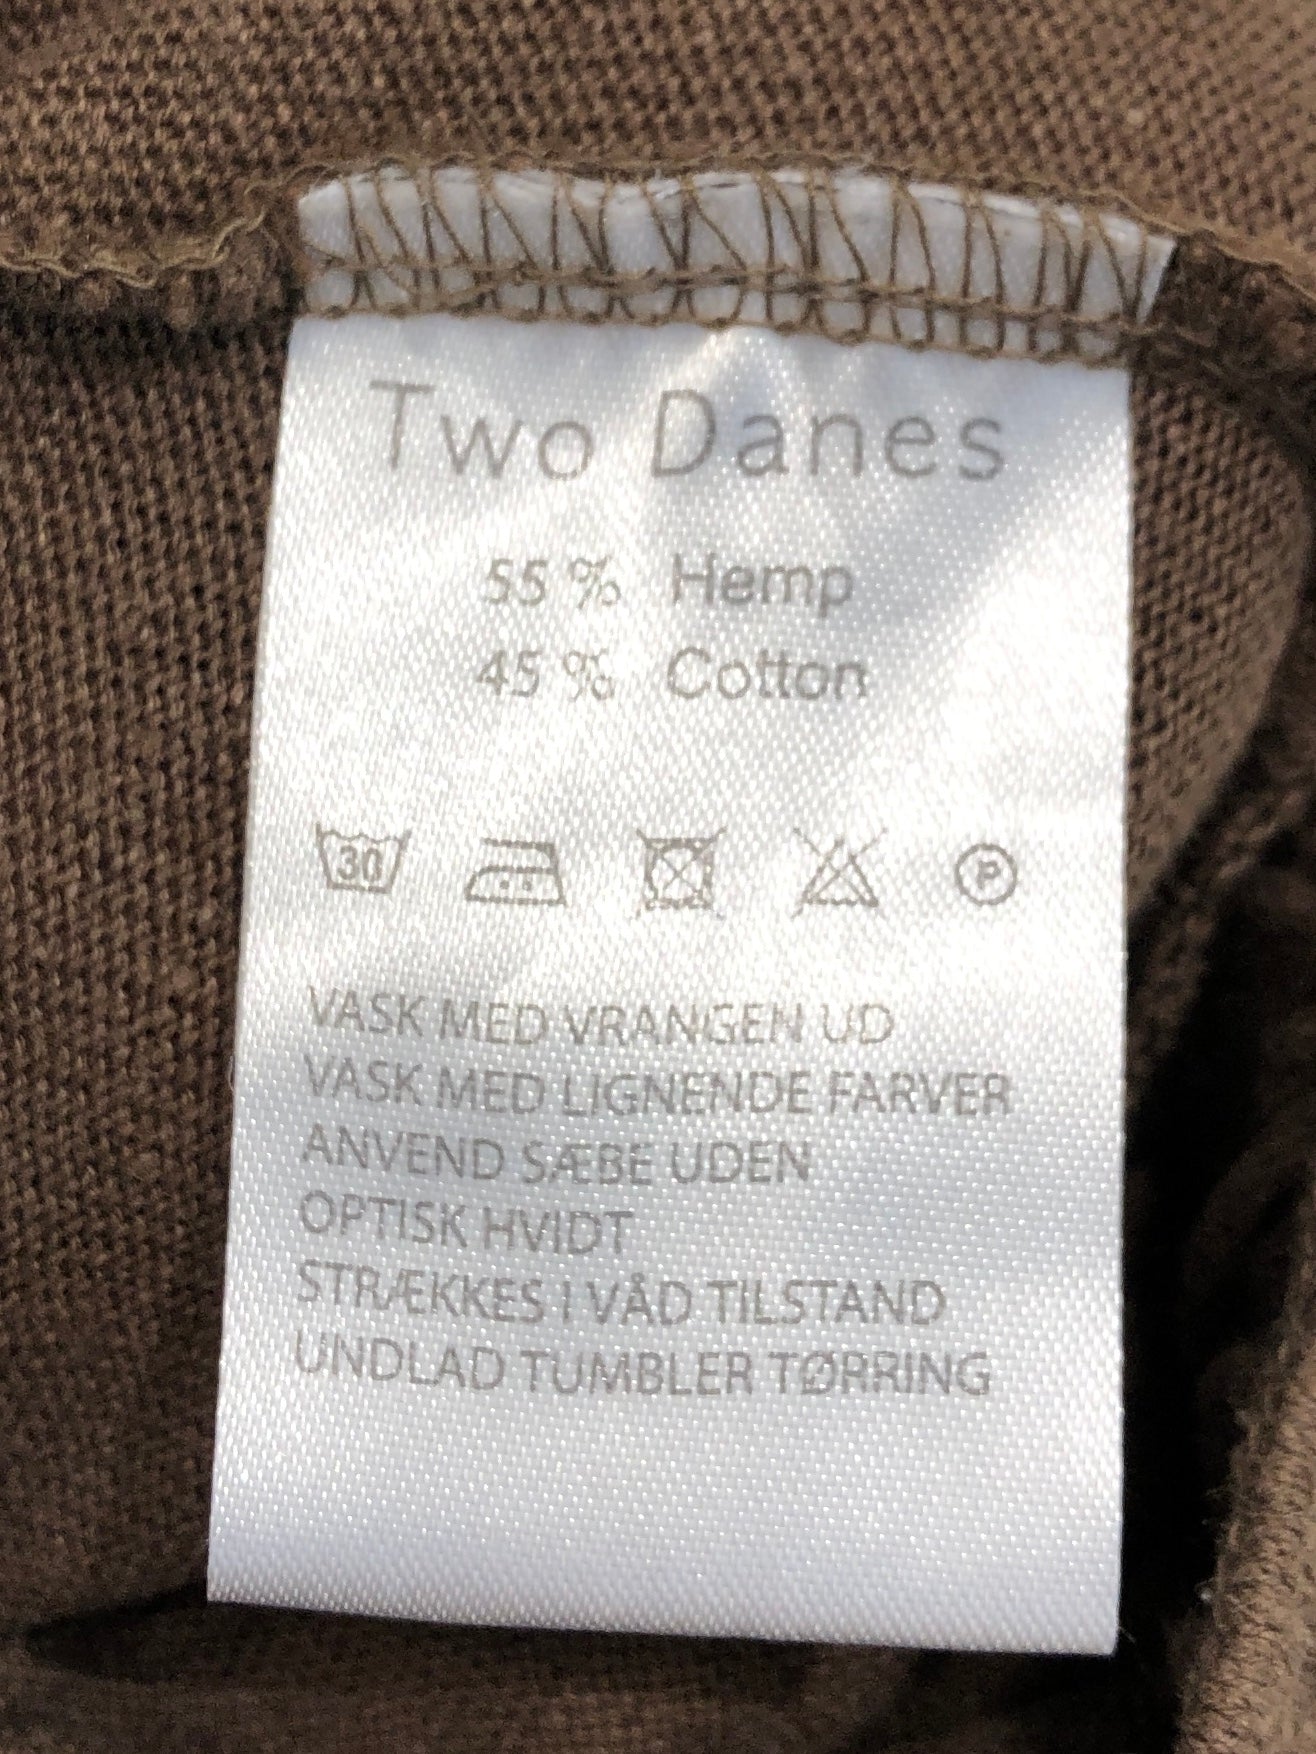 Two Danes
55 % Hemp
45 % Cotton
30 P
VASK MED VRANGEN UD
VASK MED LIGNENDE FARVER
ANVEND SÆBE UDEN
OPTISK HVIDT
STRÆKKES I VÅD TILSTAND
UNDLAD TUMBLER TØRRING